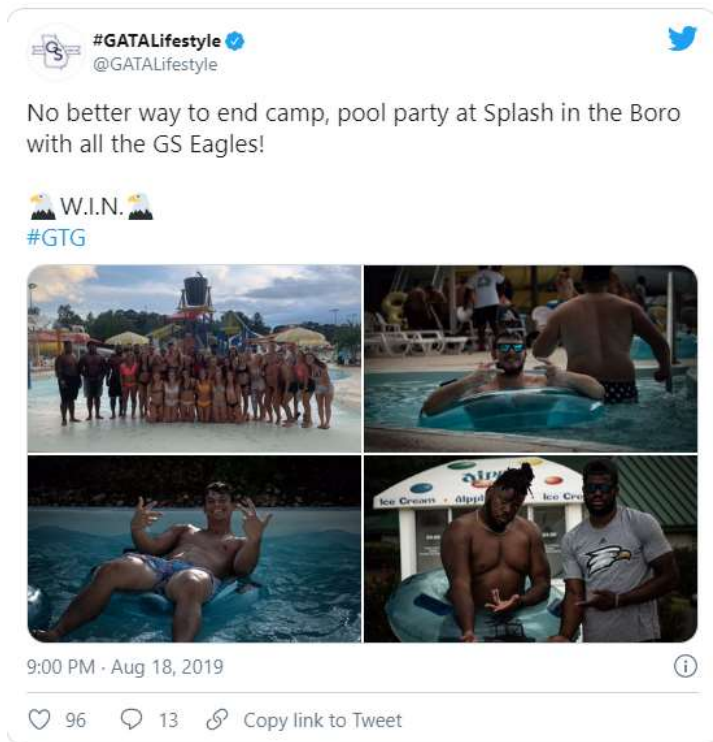 #GATALifestyle
@GATALifestyle
No better way to end camp, pool party at Splash in the Boro
with all the GS Eagles!
W.I.N.
#GTG
Ice Cream
Ice Cre
9:00 PM · Aug 18, 2019
96 13 Copy link to Tweet